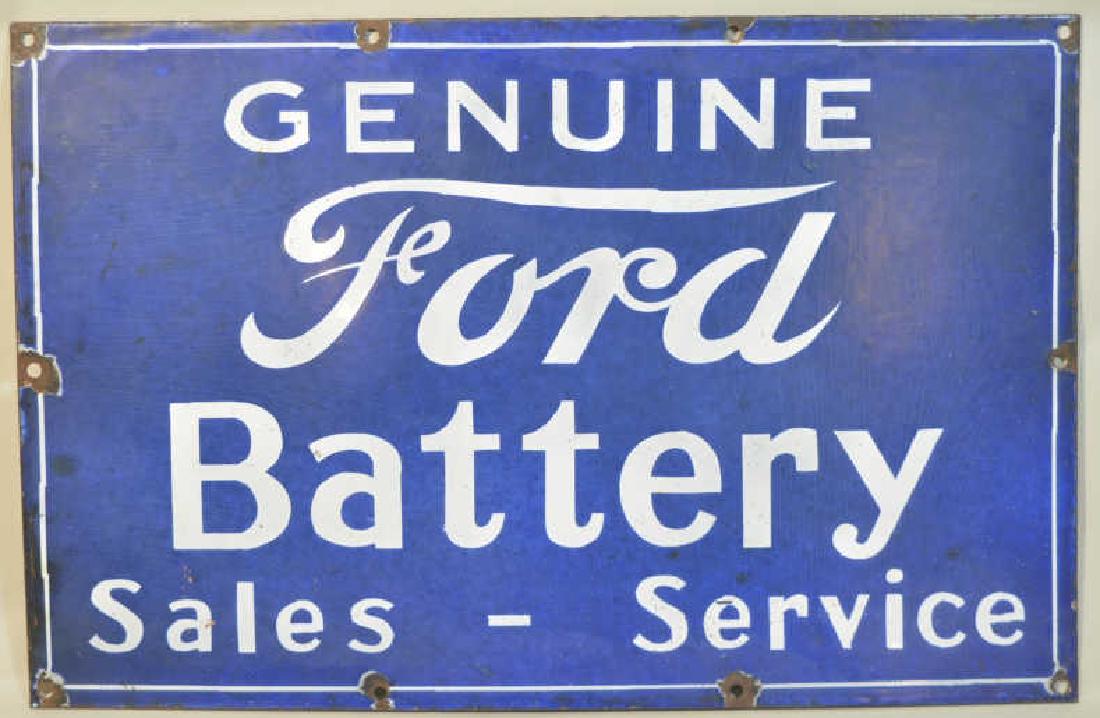 GENUINE
Ford
Battery
Sales - Service